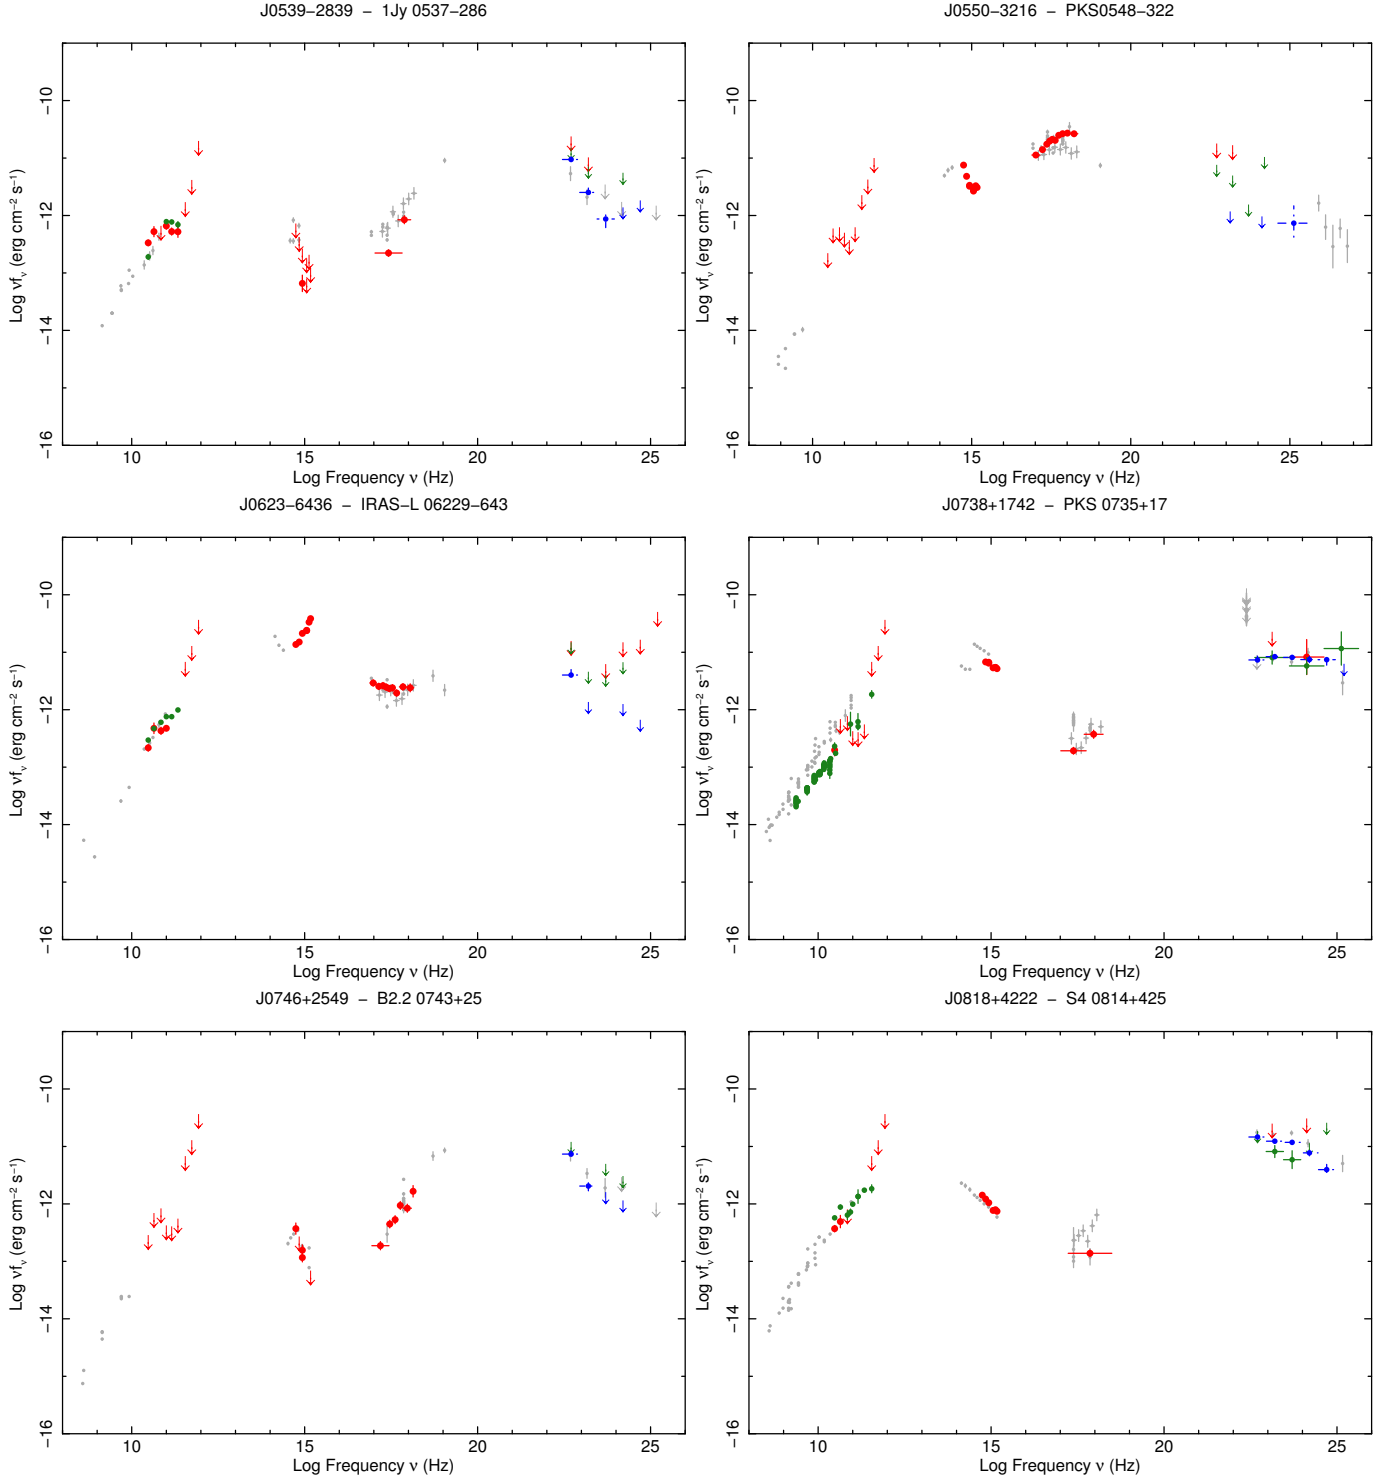 J0539−2839 − 1Jy 0537−286
J0550−3216 − PKS0548−322
Log νfν (erg cm−2 s−1)
−10
−12
−14
−16
10 15 20 25
Log Frequency ν (Hz)
Log νfν (erg cm−2 s−1)
−10
−12
−14
−16
10 15 20 25
Log Frequency ν (Hz)
J0623−6436 − IRAS−L 06229−643
J0738+1742 − PKS 0735+17
Log νfν (erg cm−2 s−1)
−10
−12
−14
−16
10 15 20 25
Log Frequency ν (Hz)
Log νfν (erg cm−2 s−1)
−10
−12
−14
−16
10 15 20 25
Log Frequency ν (Hz)
J0746+2549 − B2.2 0743+25
J0818+4222 − S4 0814+425
Log νfν (erg cm−2 s−1)
−10
−12
−14
−16
10 15 20 25
Log Frequency ν (Hz)
Log νfν (erg cm−2 s−1)
−10
−12
−14
−16
10 15 20 25
Log Frequency ν (Hz)